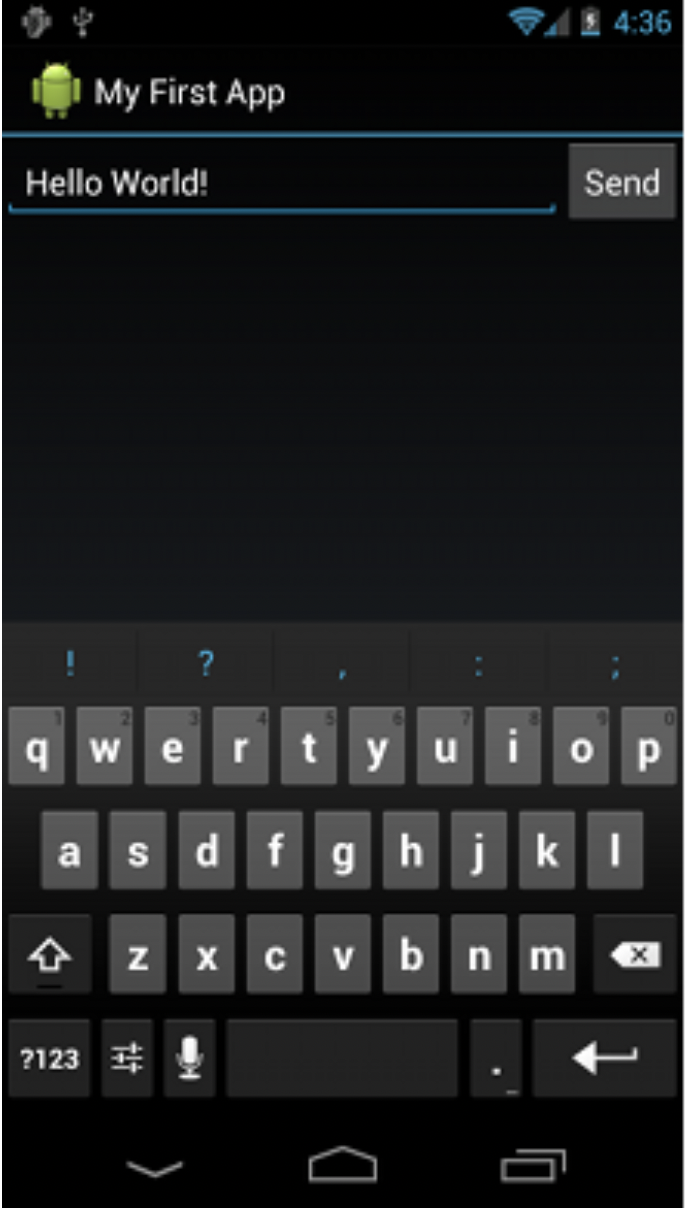 4:36
My First App
Hello World! Send
! ? , : ;
1 2 3 4 5 6 7 8 9 0
q w e r t y u i o p
a s d f g h j k l
z x c v b n m
?123 . _